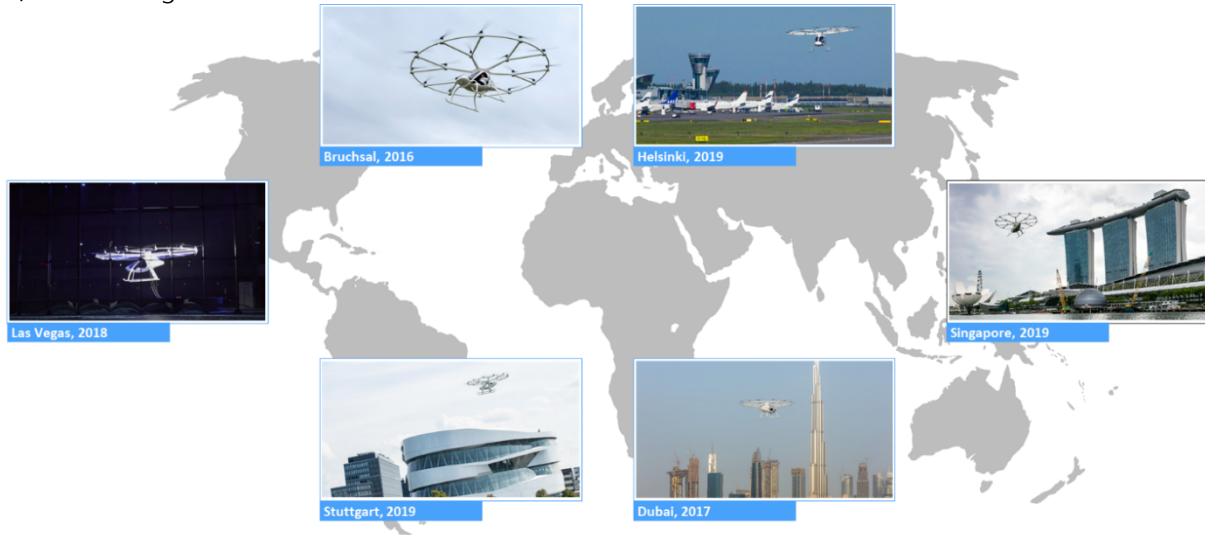 Bruchsal, 2016
Helsinki, 2019
Las Vegas, 2018
Singapore, 2019
Stuttgart, 2019
Dubai, 2017